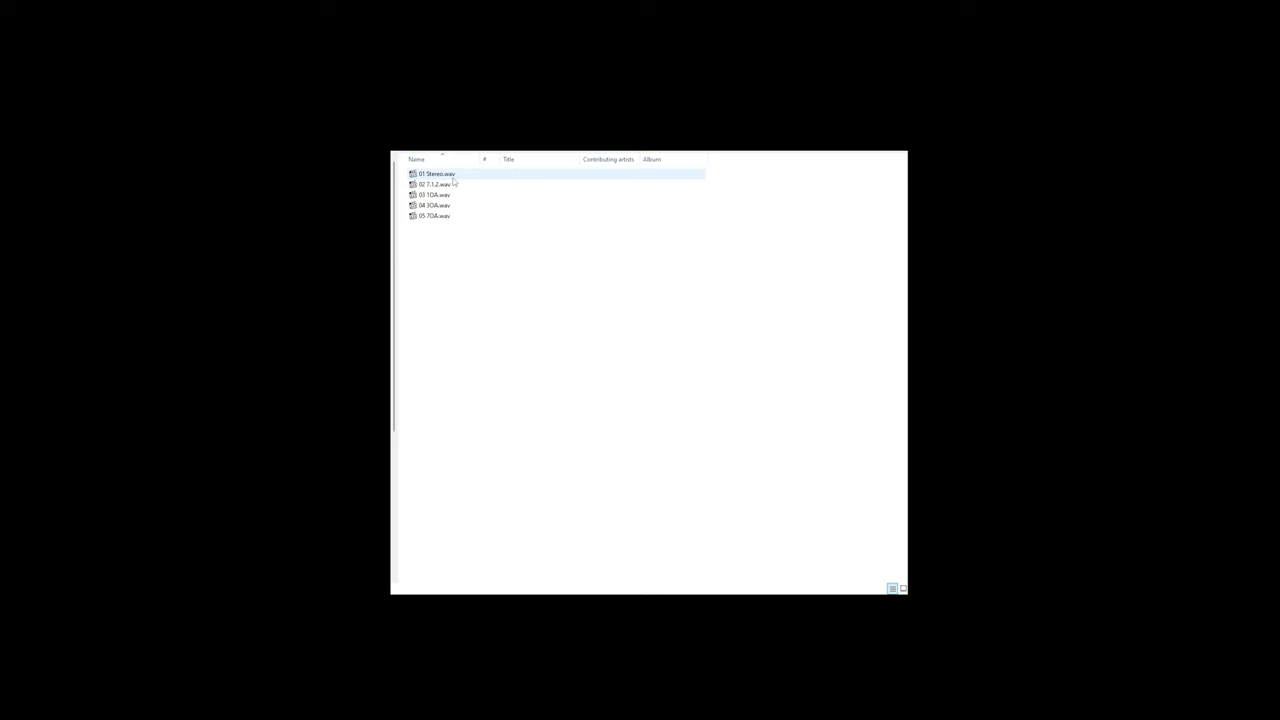 Name # Title Contributing artists Album
01 Stereo.wav
02 7.1.2.wav
03 1OA.wav
04 3OA.wav
05 7OA.wav